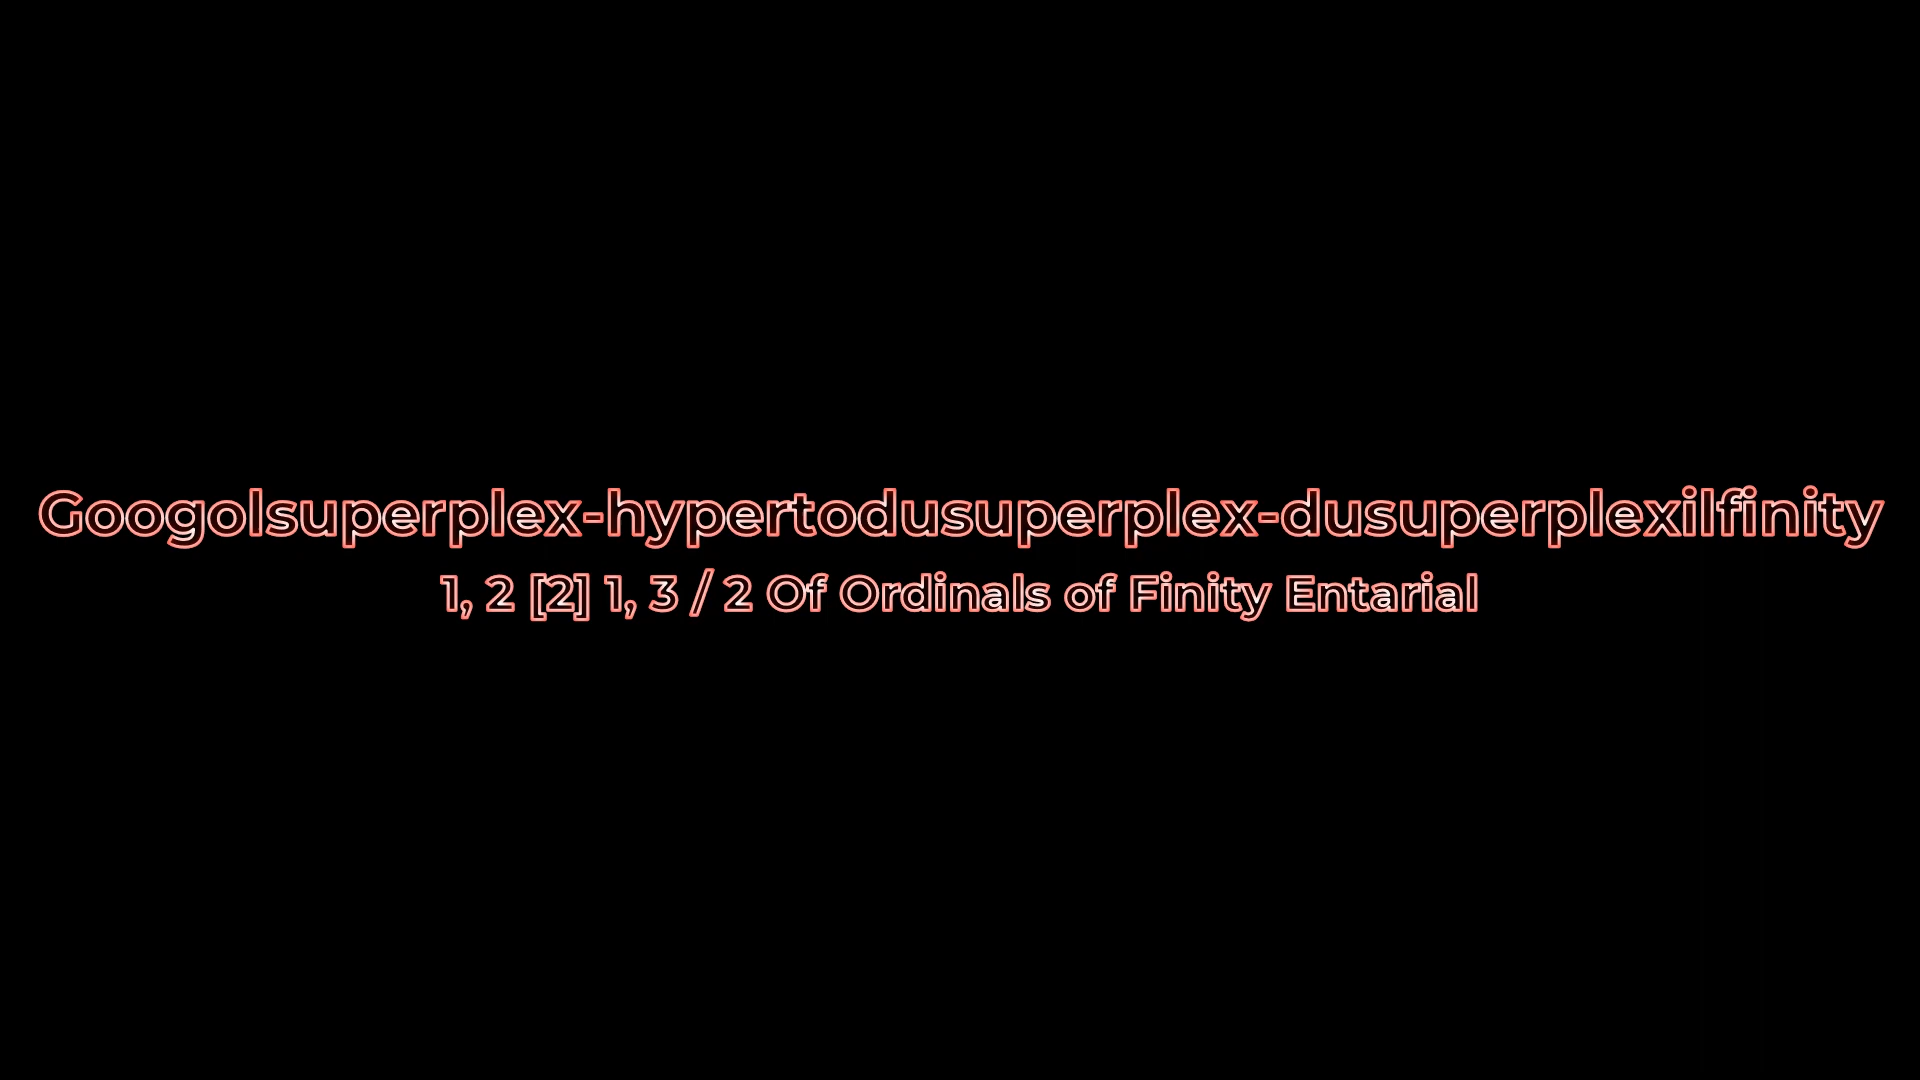 Googolsuperplex-hypertodusuperplex-dusuperplexilfinity
1, 2 [2] 1, 3 / 2 Of Ordinals of Finity Entarial